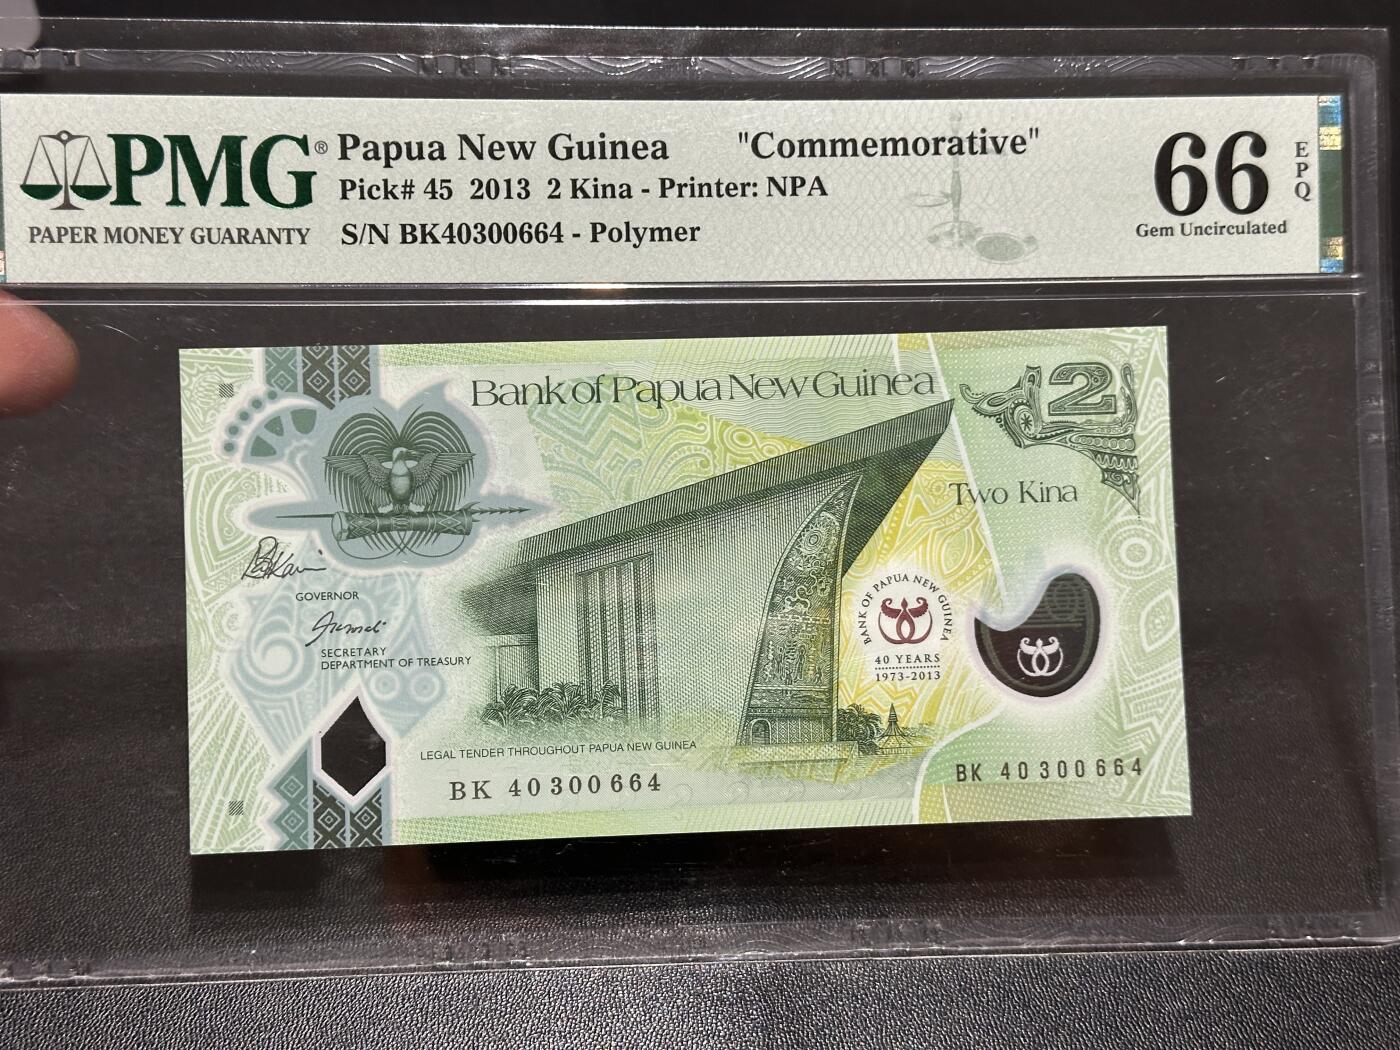 PMG®
PAPER MONEY GUARANTY
Papua New Guinea "Commemorative"
Pick# 45 2013 2 Kina - Printer: NPA
S/N BK40300664 - Polymer
66
EPQ
Gem Uncirculated
Bank of Papua New Guinea
2
Two Kina
GOVERNOR
SECRETARY
DEPARTMENT OF TREASURY
BANK OF PAPUA NEW GUINEA
40 YEARS
1973-2013
LEGAL TENDER THROUGHOUT PAPUA NEW GUINEA
BK 40300664
BK 40300664